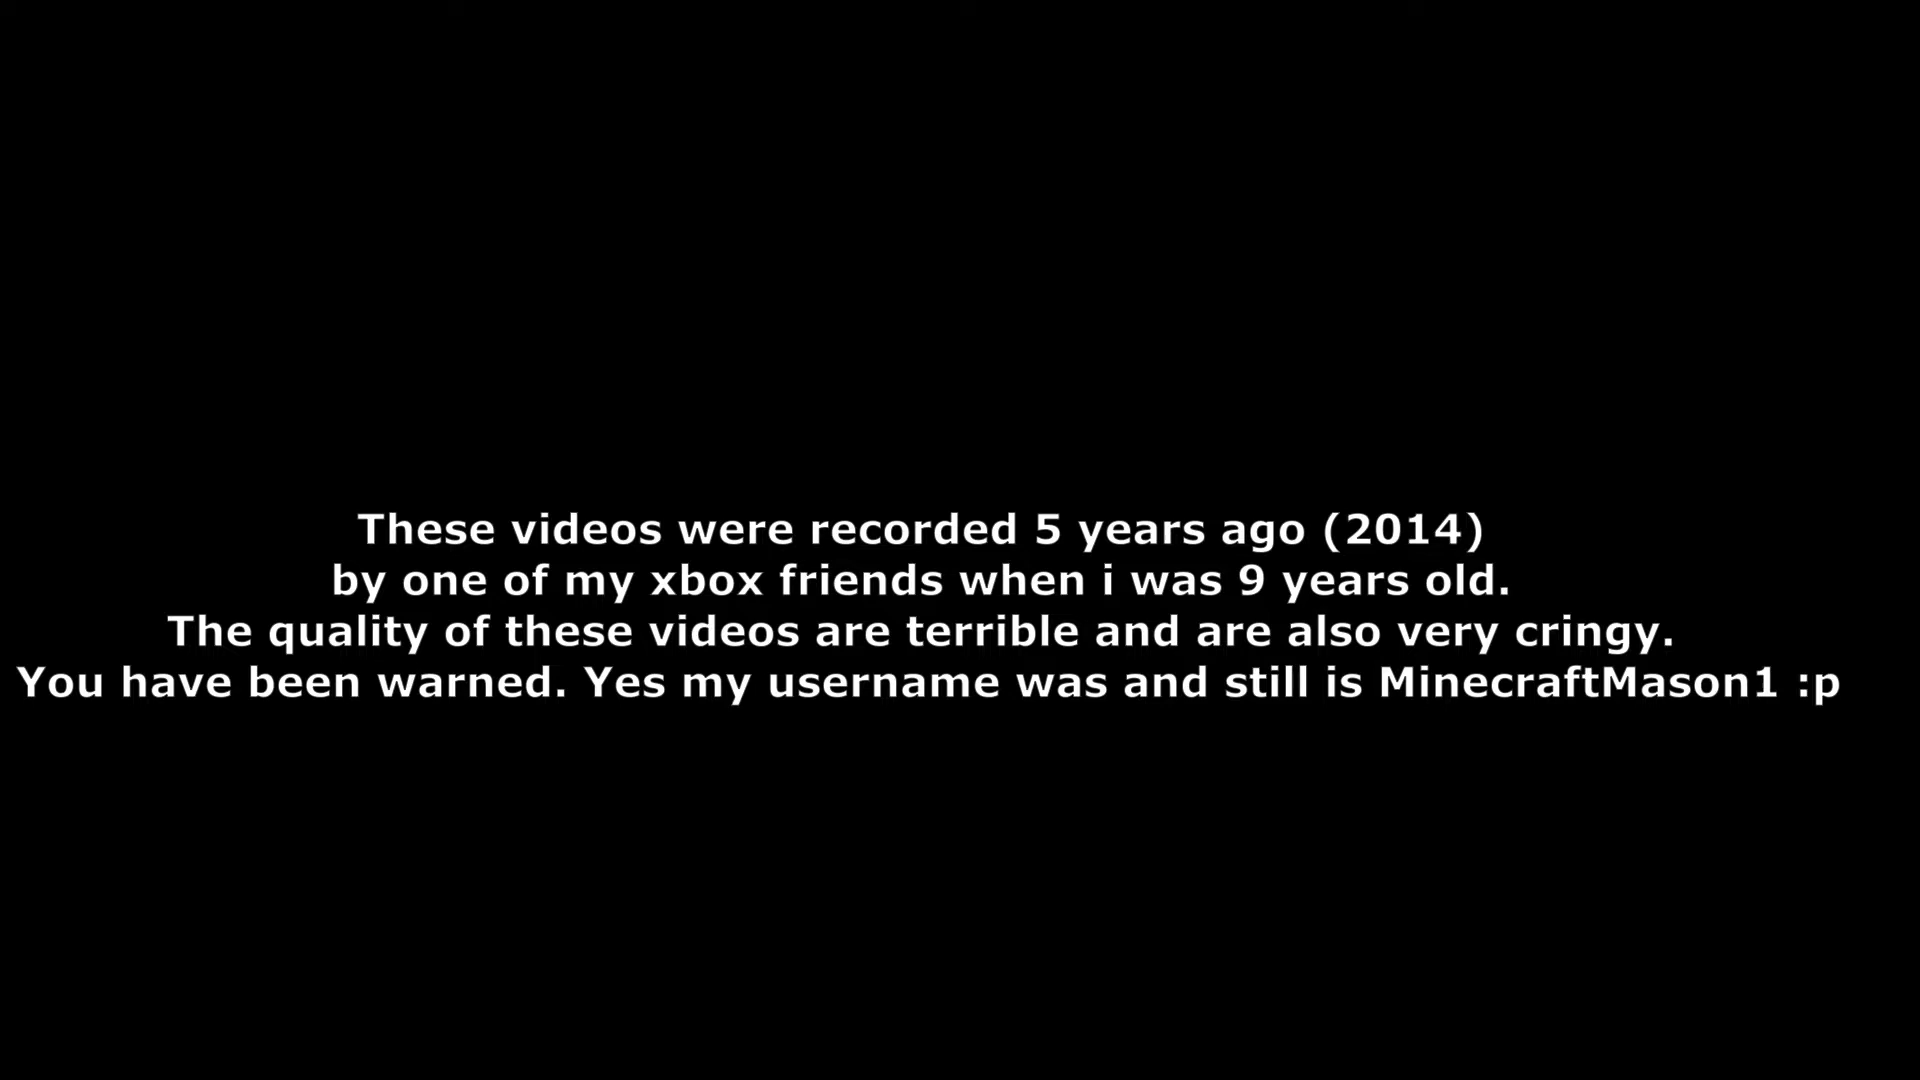 These videos were recorded 5 years ago (2014)
by one of my xbox friends when i was 9 years old.
The quality of these videos are terrible and are also very cringy.
You have been warned. Yes my username was and still is MinecraftMason1 :p